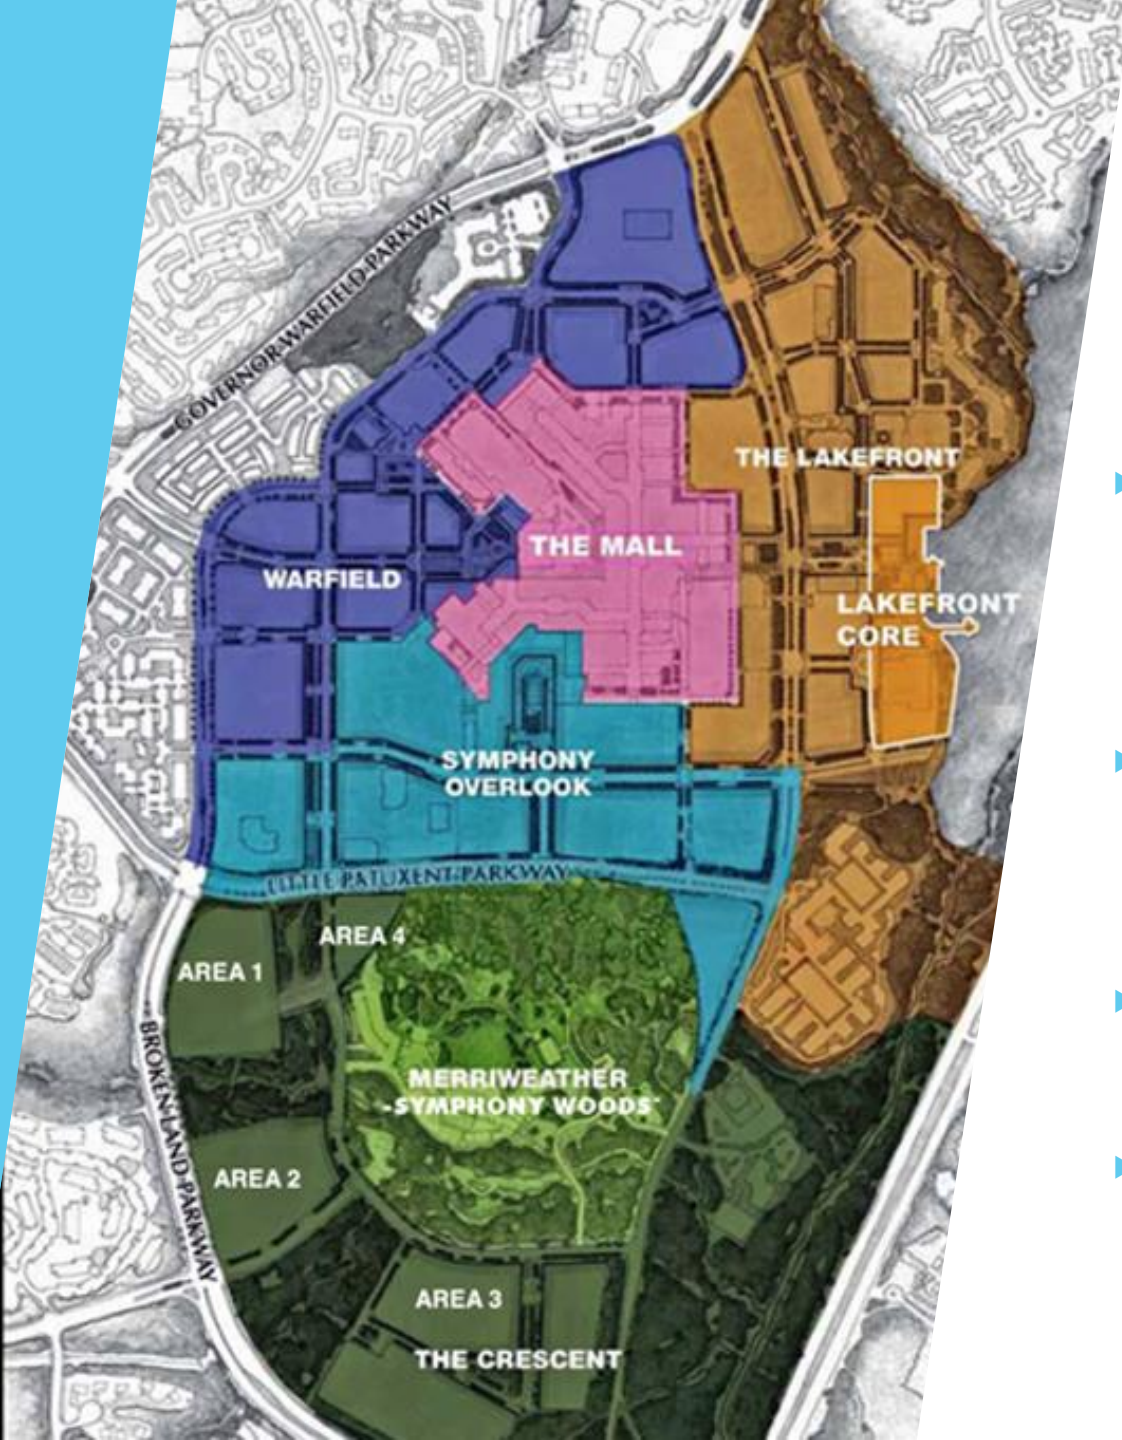 GOVERNOR WARFIELD PARKWAY
THE LAKEFRONT
THE MALL
WARFIELD
LAKEFRONT
CORE
SYMPHONY
OVERLOOK
LITTLE PATUXENT PARKWAY
AREA 4
AREA 1
BROKEN LAND PARKWAY
MERRIWEATHER
-SYMPHONY WOODS
AREA 2
AREA 3
THE CRESCENT